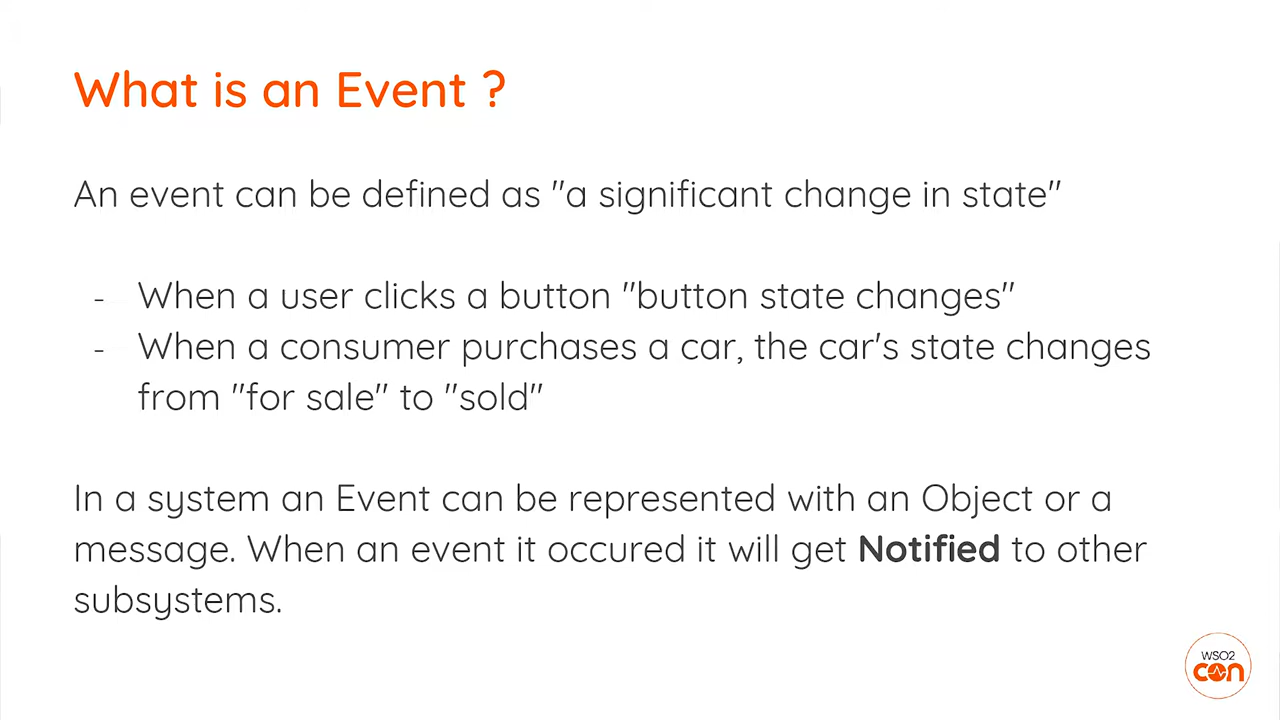 What is an Event ?
An event can be defined as "a significant change in state"
- When a user clicks a button "button state changes"
- When a consumer purchases a car, the car's state changes
from "for sale" to "sold"
In a system an Event can be represented with an Object or a
message. When an event it occured it will get Notified to other
subsystems.
WSO2
con